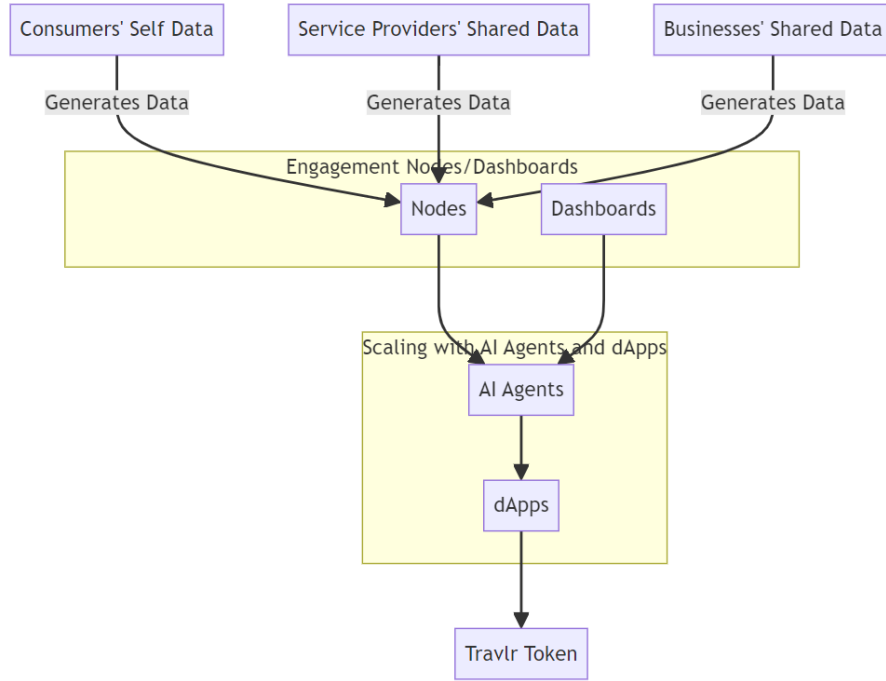 Consumers' Self Data
Service Providers' Shared Data
Businesses' Shared Data
Generates Data
Generates Data
Generates Data
Engagement Nodes/Dashboards
Nodes
Dashboards
Scaling with AI Agents and dApps
AI Agents
dApps
Travlr Token